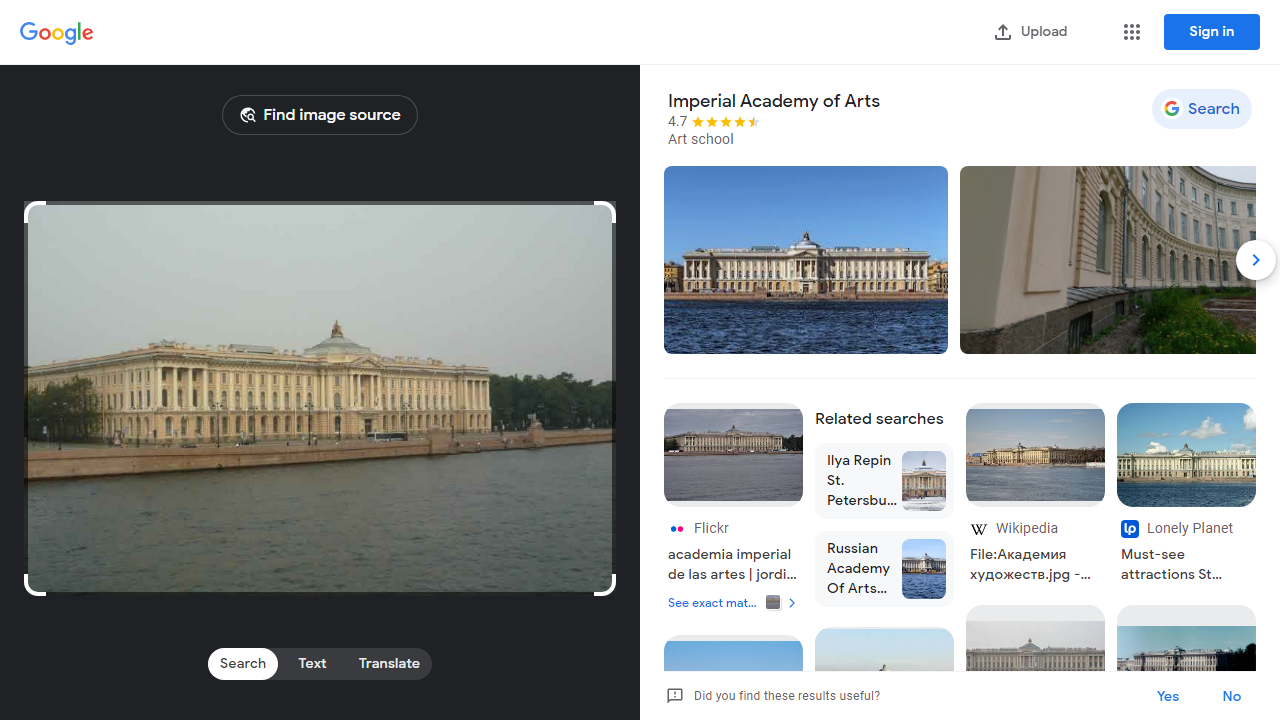 Google
Upload
Sign in
Find image source
Search
Text
Translate
Imperial Academy of Arts
4.7
Art school
Search
Flickr
academia imperial
de las artes | jordi...
See exact mat...
Related searches
Ilya Repin
St.
Petersbu...
Russian
Academy
Of Arts...
Wikipedia
File:Академия
художеств.jpg -...
Lonely Planet
Must-see
attractions St...
Did you find these results useful?
Yes
No